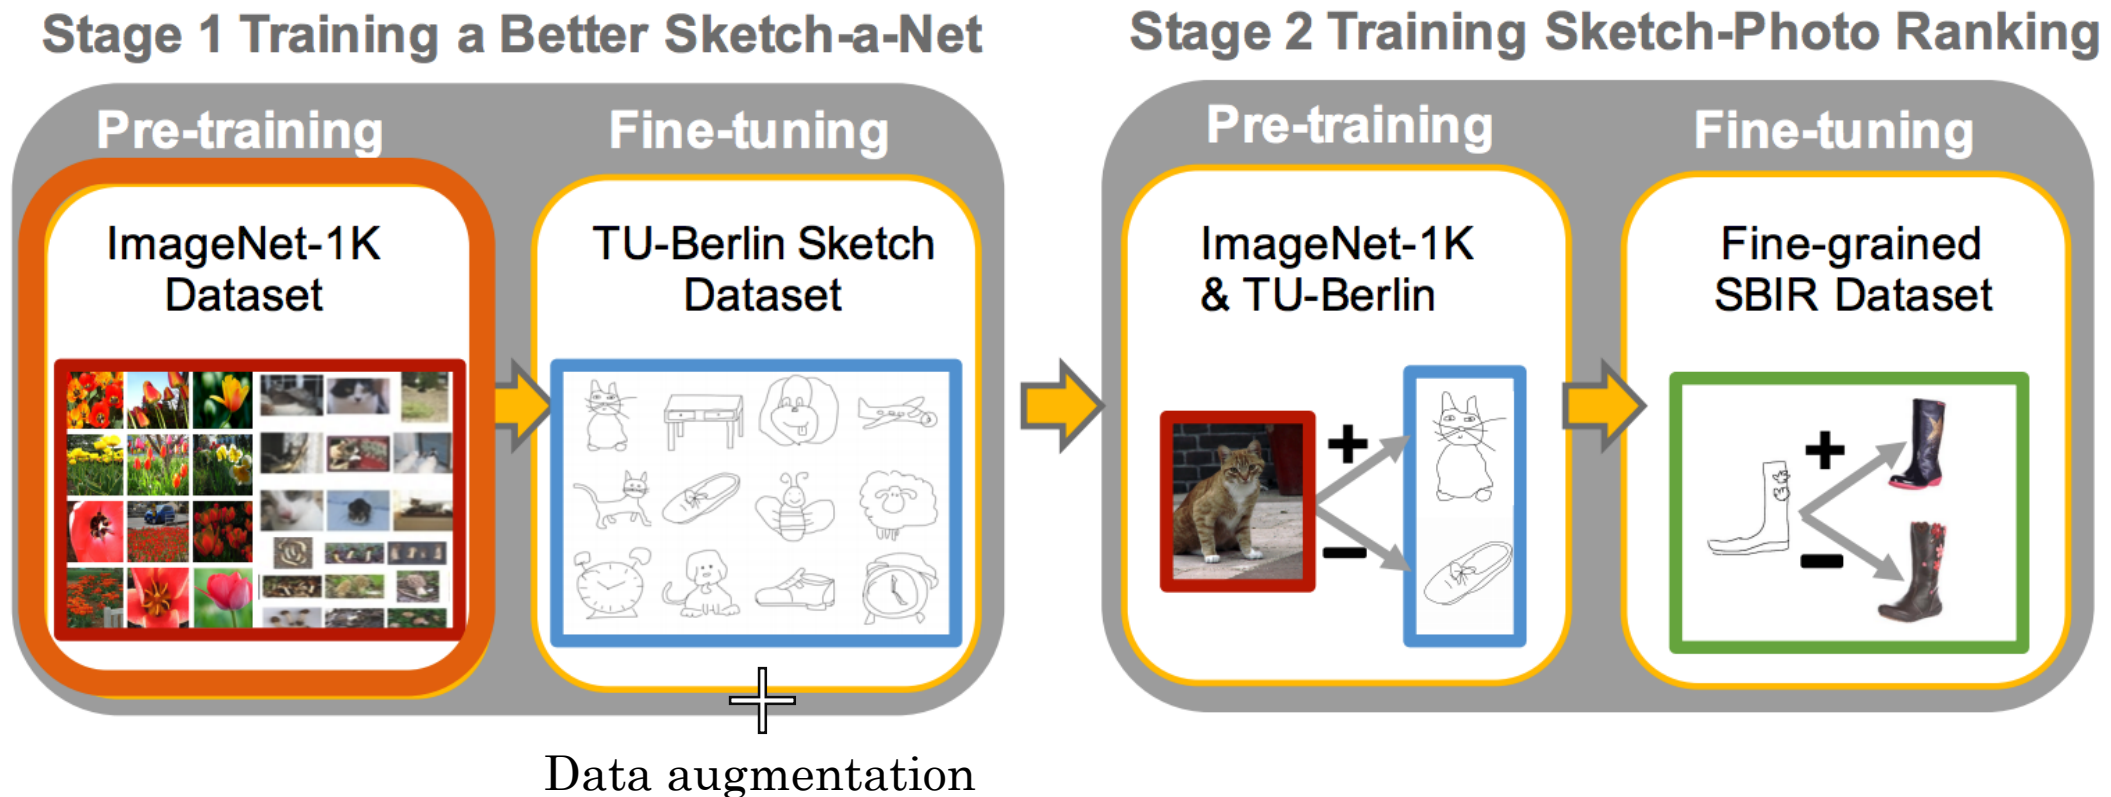 Stage 1 Training a Better Sketch-a-Net
Pre-training
Fine-tuning
ImageNet-1K
Dataset
TU-Berlin Sketch
Dataset
+
Data augmentation
Stage 2 Training Sketch-Photo Ranking
Pre-training
Fine-tuning
ImageNet-1K
& TU-Berlin
+
−
Fine-grained
SBIR Dataset
+
−